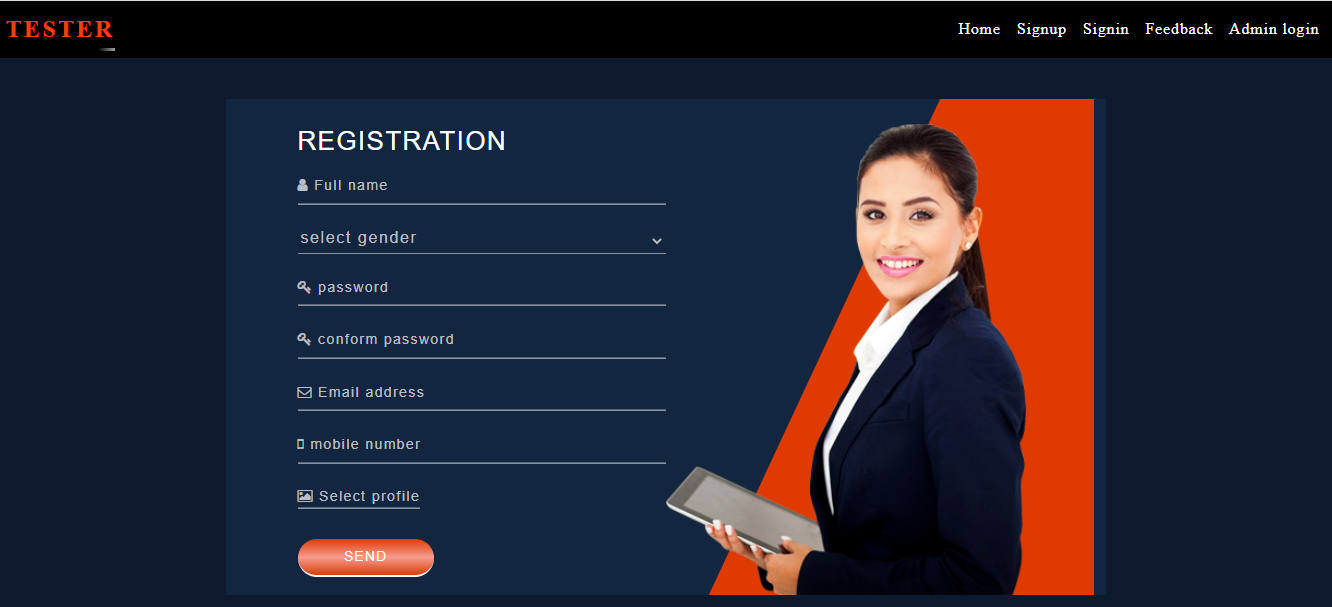 TESTER
Home Signup Signin Feedback Admin login
REGISTRATION
Full name
select gender
password
conform password
Email address
mobile number
Select profile
SEND